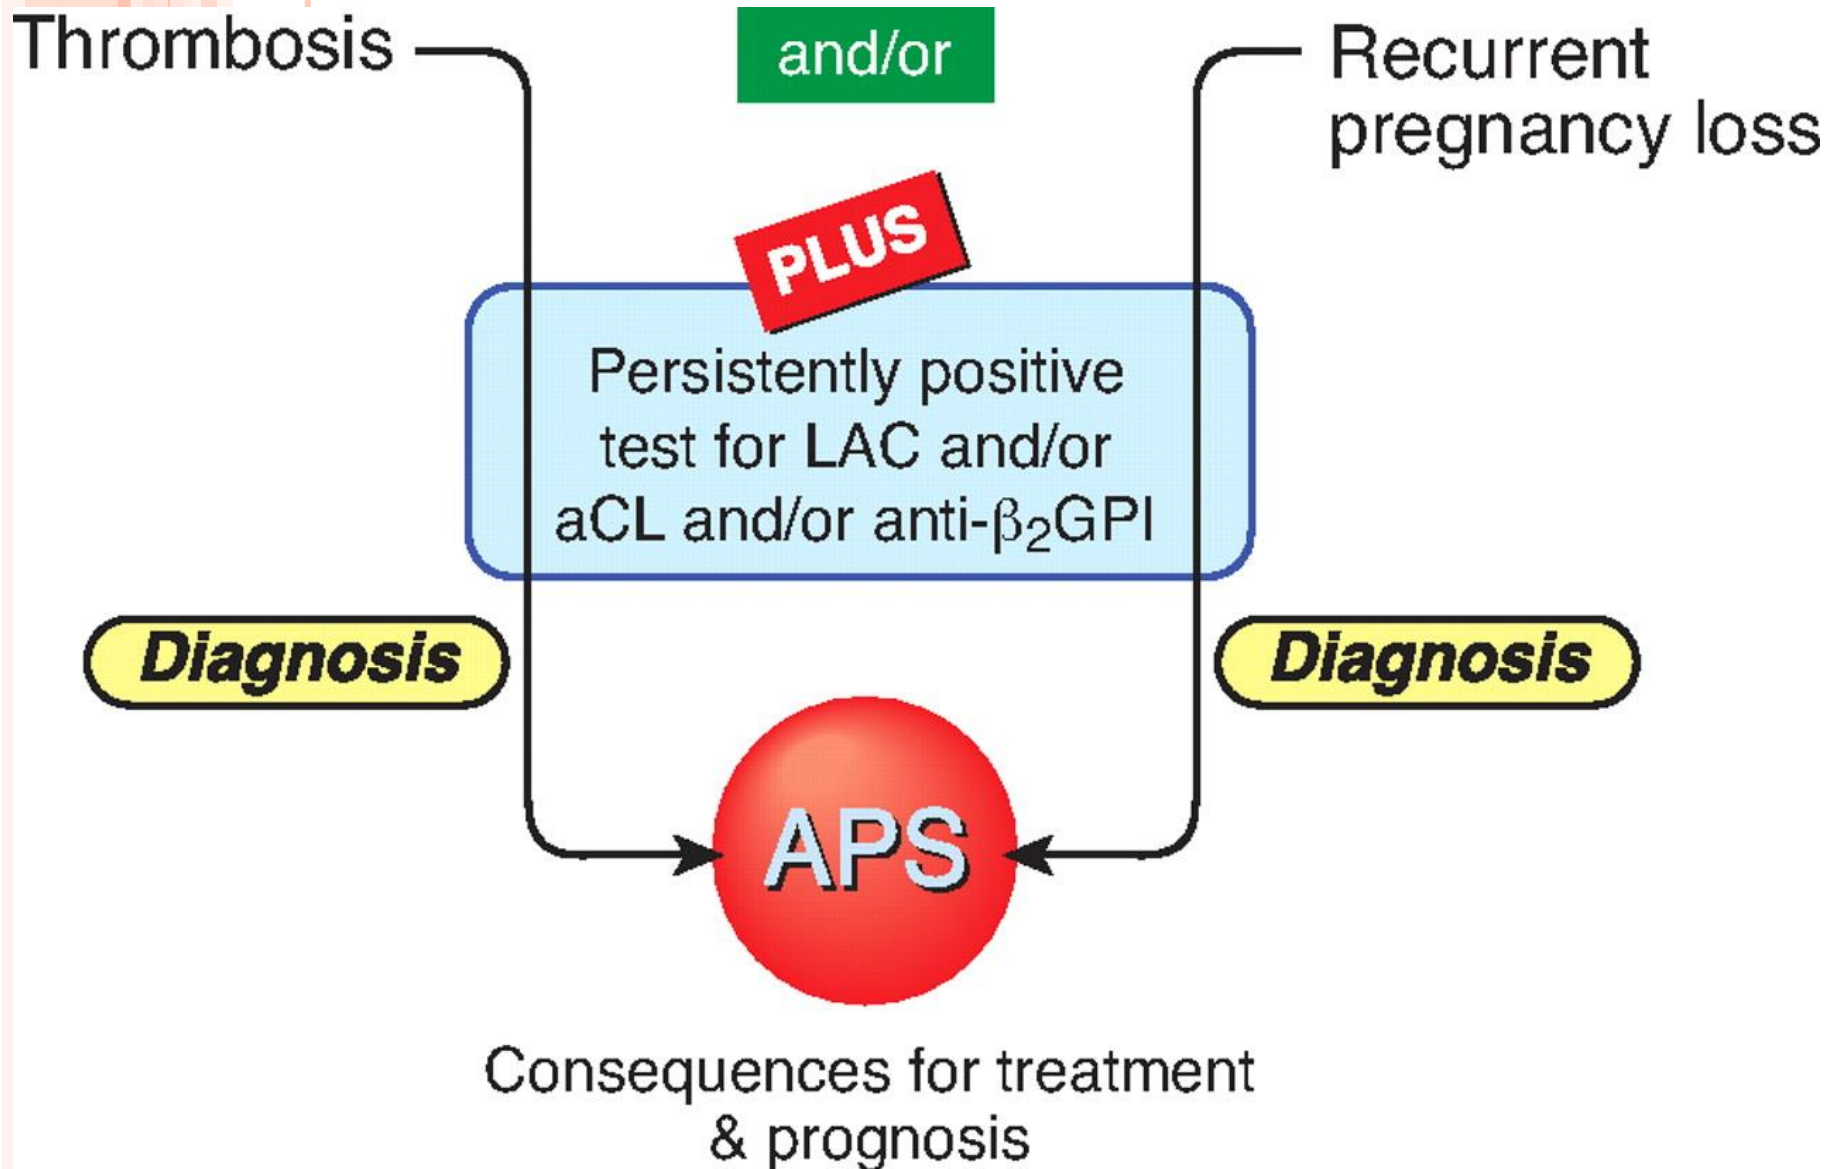 Thrombosis
and/or
Recurrent
pregnancy loss
PLUS
Persistently positive
test for LAC and/or
aCL and/or anti-β₂GPI
Diagnosis
Diagnosis
APS
Consequences for treatment
& prognosis